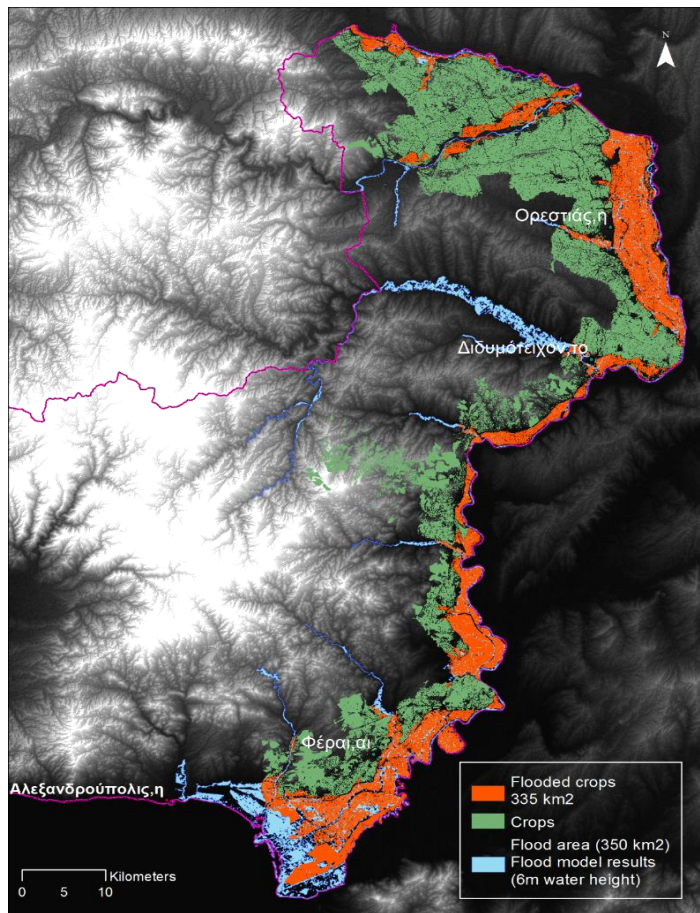 N
Ορεστιάς,η
Διδυμότειχον,το
Φέραι,αι
Αλεξανδρούπολις,η
Flooded crops
335 km2
Crops
Flood area (350 km2)
Flood model results
(6m water height)
Kilometers
0 5 10